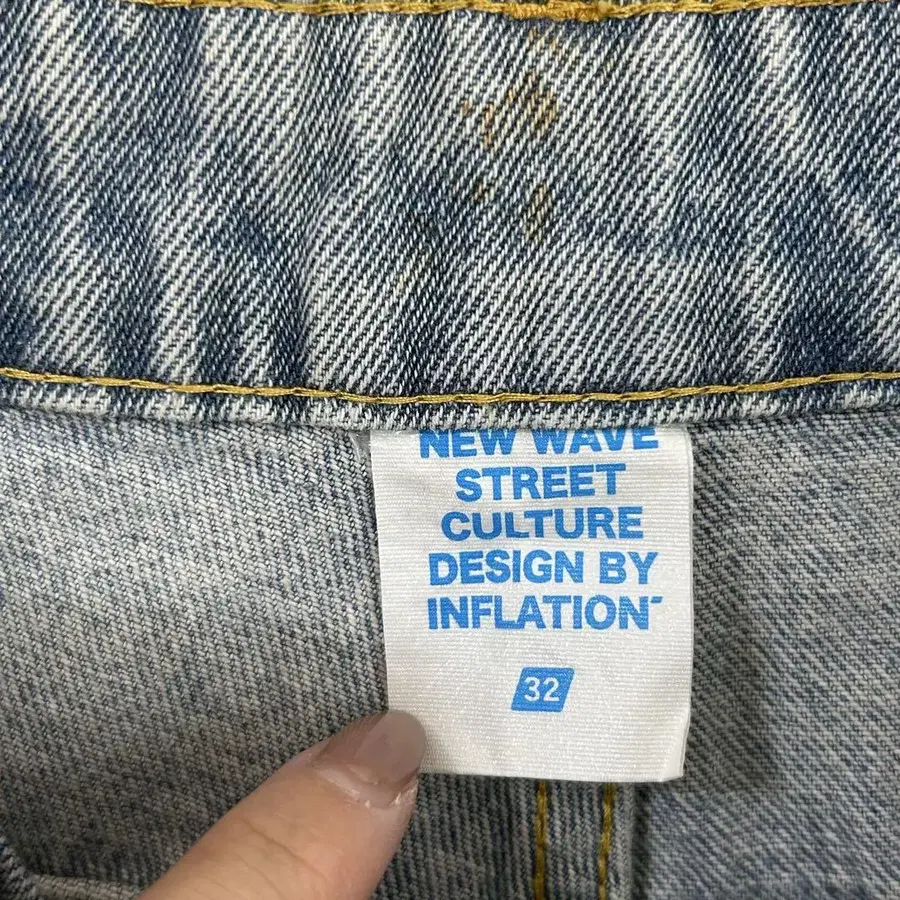 NEW WAVE
STREET
CULTURE
DESIGN BY
INFLATION
32